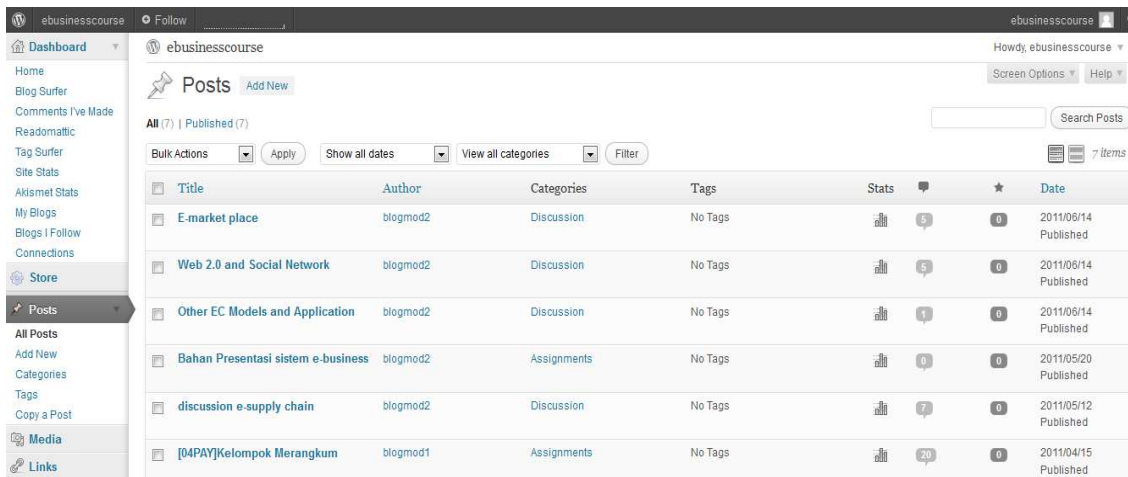 ebusinesscourse Follow ebusinesscourse
Dashboard
Home
Blog Surfer
Comments I've Made
Readomattic
Tag Surfer
Site Stats
Akismet Stats
My Blogs
Blogs I Follow
Connections
Store
Posts
All Posts
Add New
Categories
Tags
Copy a Post
Media
Links
ebusinesscourse Howdy, ebusinesscourse
Screen Options Help
Posts Add New
All (7) | Published (7) Search Posts
Bulk Actions Apply Show all dates View all categories Filter 7 items
Title Author Categories Tags Stats Date
E-market place blogmod2 Discussion No Tags 5 0 2011/06/14
Published
Web 2.0 and Social Network blogmod2 Discussion No Tags 5 0 2011/06/14
Published
Other EC Models and Application blogmod2 Discussion No Tags 1 0 2011/06/14
Published
Bahan Presentasi sistem e-business blogmod2 Assignments No Tags 0 0 2011/05/20
Published
discussion e-supply chain blogmod2 Discussion No Tags 7 0 2011/05/12
Published
[04PAY]Kelompok Merangkum blogmod1 Assignments No Tags 20 0 2011/04/15
Published